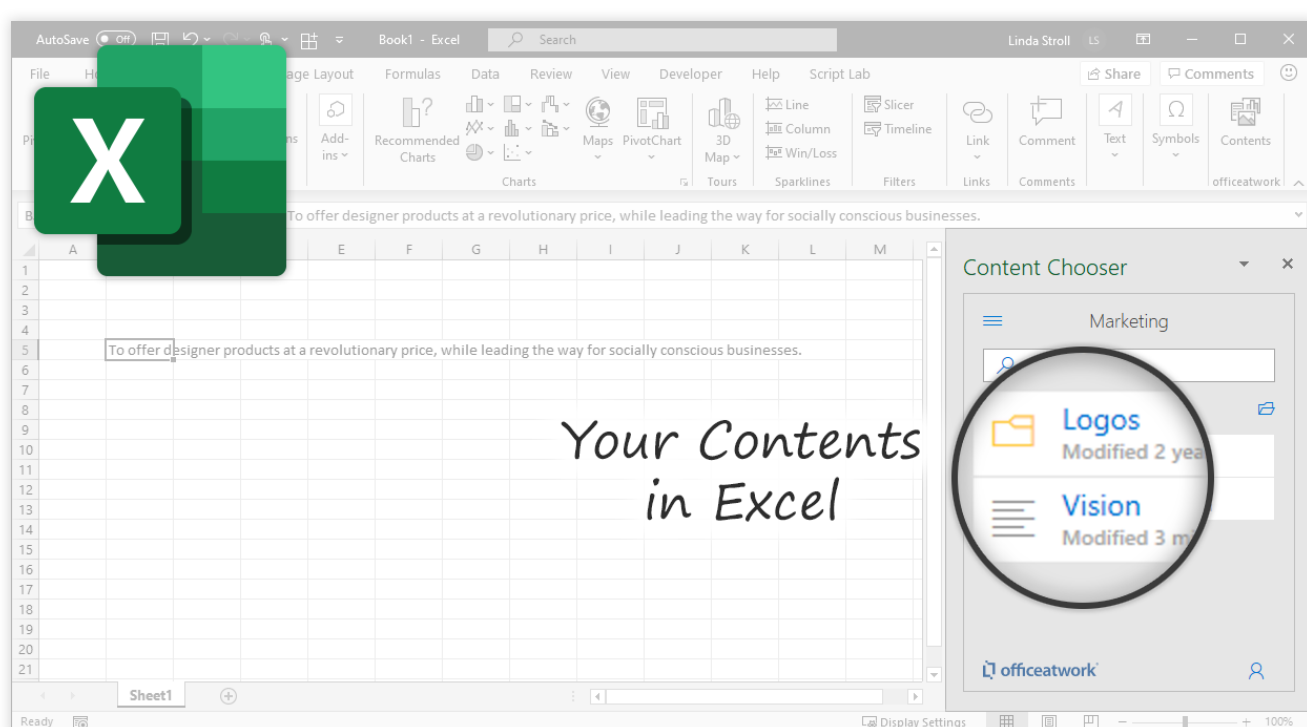 AutoSave Off Book1 - Excel Search Linda Stroll LS
File Page Layout Formulas Data Review View Developer Help Script Lab Share Comments
Add-ins
Recommended Charts
Maps PivotChart
3D Map
Line
Column
Win/Loss
Slicer
Timeline
Link Comment Text Symbols Contents
Charts Tours Sparklines Filters Links Comments officeatwork
X
To offer designer products at a revolutionary price, while leading the way for socially conscious businesses.
A E F G H I J K L M
1
2
3
4
5 To offer designer products at a revolutionary price, while leading the way for socially conscious businesses.
6
7
8
9
10
11
12
13
14
15
16
17
18
19
20
21
Your Contents
in Excel
Content Chooser
Marketing
Logos
Modified 2
Vision
Modified 3
officeatwork
Sheet1
Ready Display Settings 100%